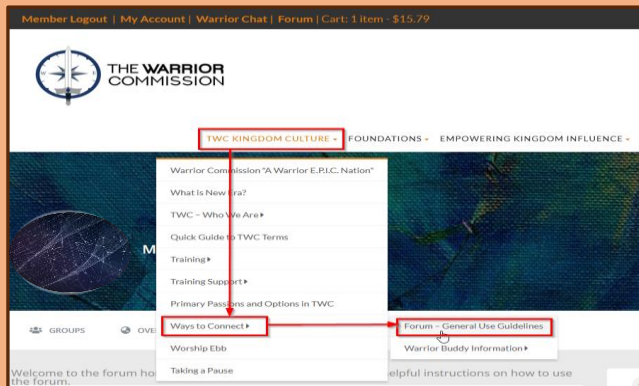 Member Logout | My Account | Warrior Chat | Forum | Cart: 1 item - $15.79
THE WARRIOR
COMMISSION
TWC KINGDOM CULTURE FOUNDATIONS EMPOWERING KINGDOM INFLUENCE
Warrior Commission "A Warrior E.P.I.C. Nation"
What is New Era?
TWC – Who We Are
Quick Guide to TWC Terms
M
Training
Training Support
Primary Passions and Options in TWC
Ways to Connect
Forum – General Use Guidelines
GROUPS
Worship Ebb
Warrior Buddy Information
Taking a Pause
Welcome to the forum elpful instructions on how to use
the forum.